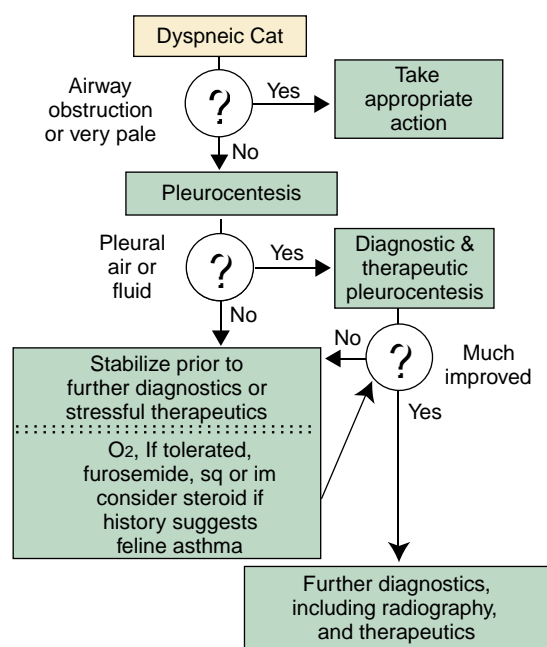 Dyspneic Cat
Airway
obstruction
or very pale
?
Yes
Take
appropriate
action
No
Pleurocentesis
Pleural
air or
fluid
?
Yes
Diagnostic &
therapeutic
pleurocentesis
No
No
?
Much
improved
Yes
Stabilize prior to
further diagnostics or
stressful therapeutics
O2, If tolerated,
furosemide, sq or im
consider steroid if
history suggests
feline asthma
Further diagnostics,
including radiography,
and therapeutics